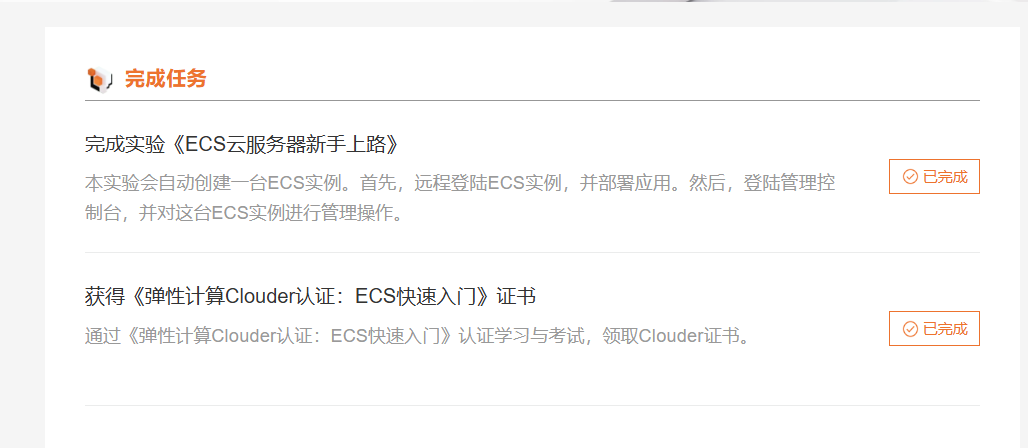 完成任务
完成实验《ECS云服务器新手上路》
本实验会自动创建一台ECS实例。首先，远程登陆ECS实例，并部署应用。然后，登陆管理控
制台，并对这台ECS实例进行管理操作。
已完成
获得《弹性计算Clouder认证：ECS快速入门》证书
通过《弹性计算Clouder认证：ECS快速入门》认证学习与考试，领取Clouder证书。
已完成